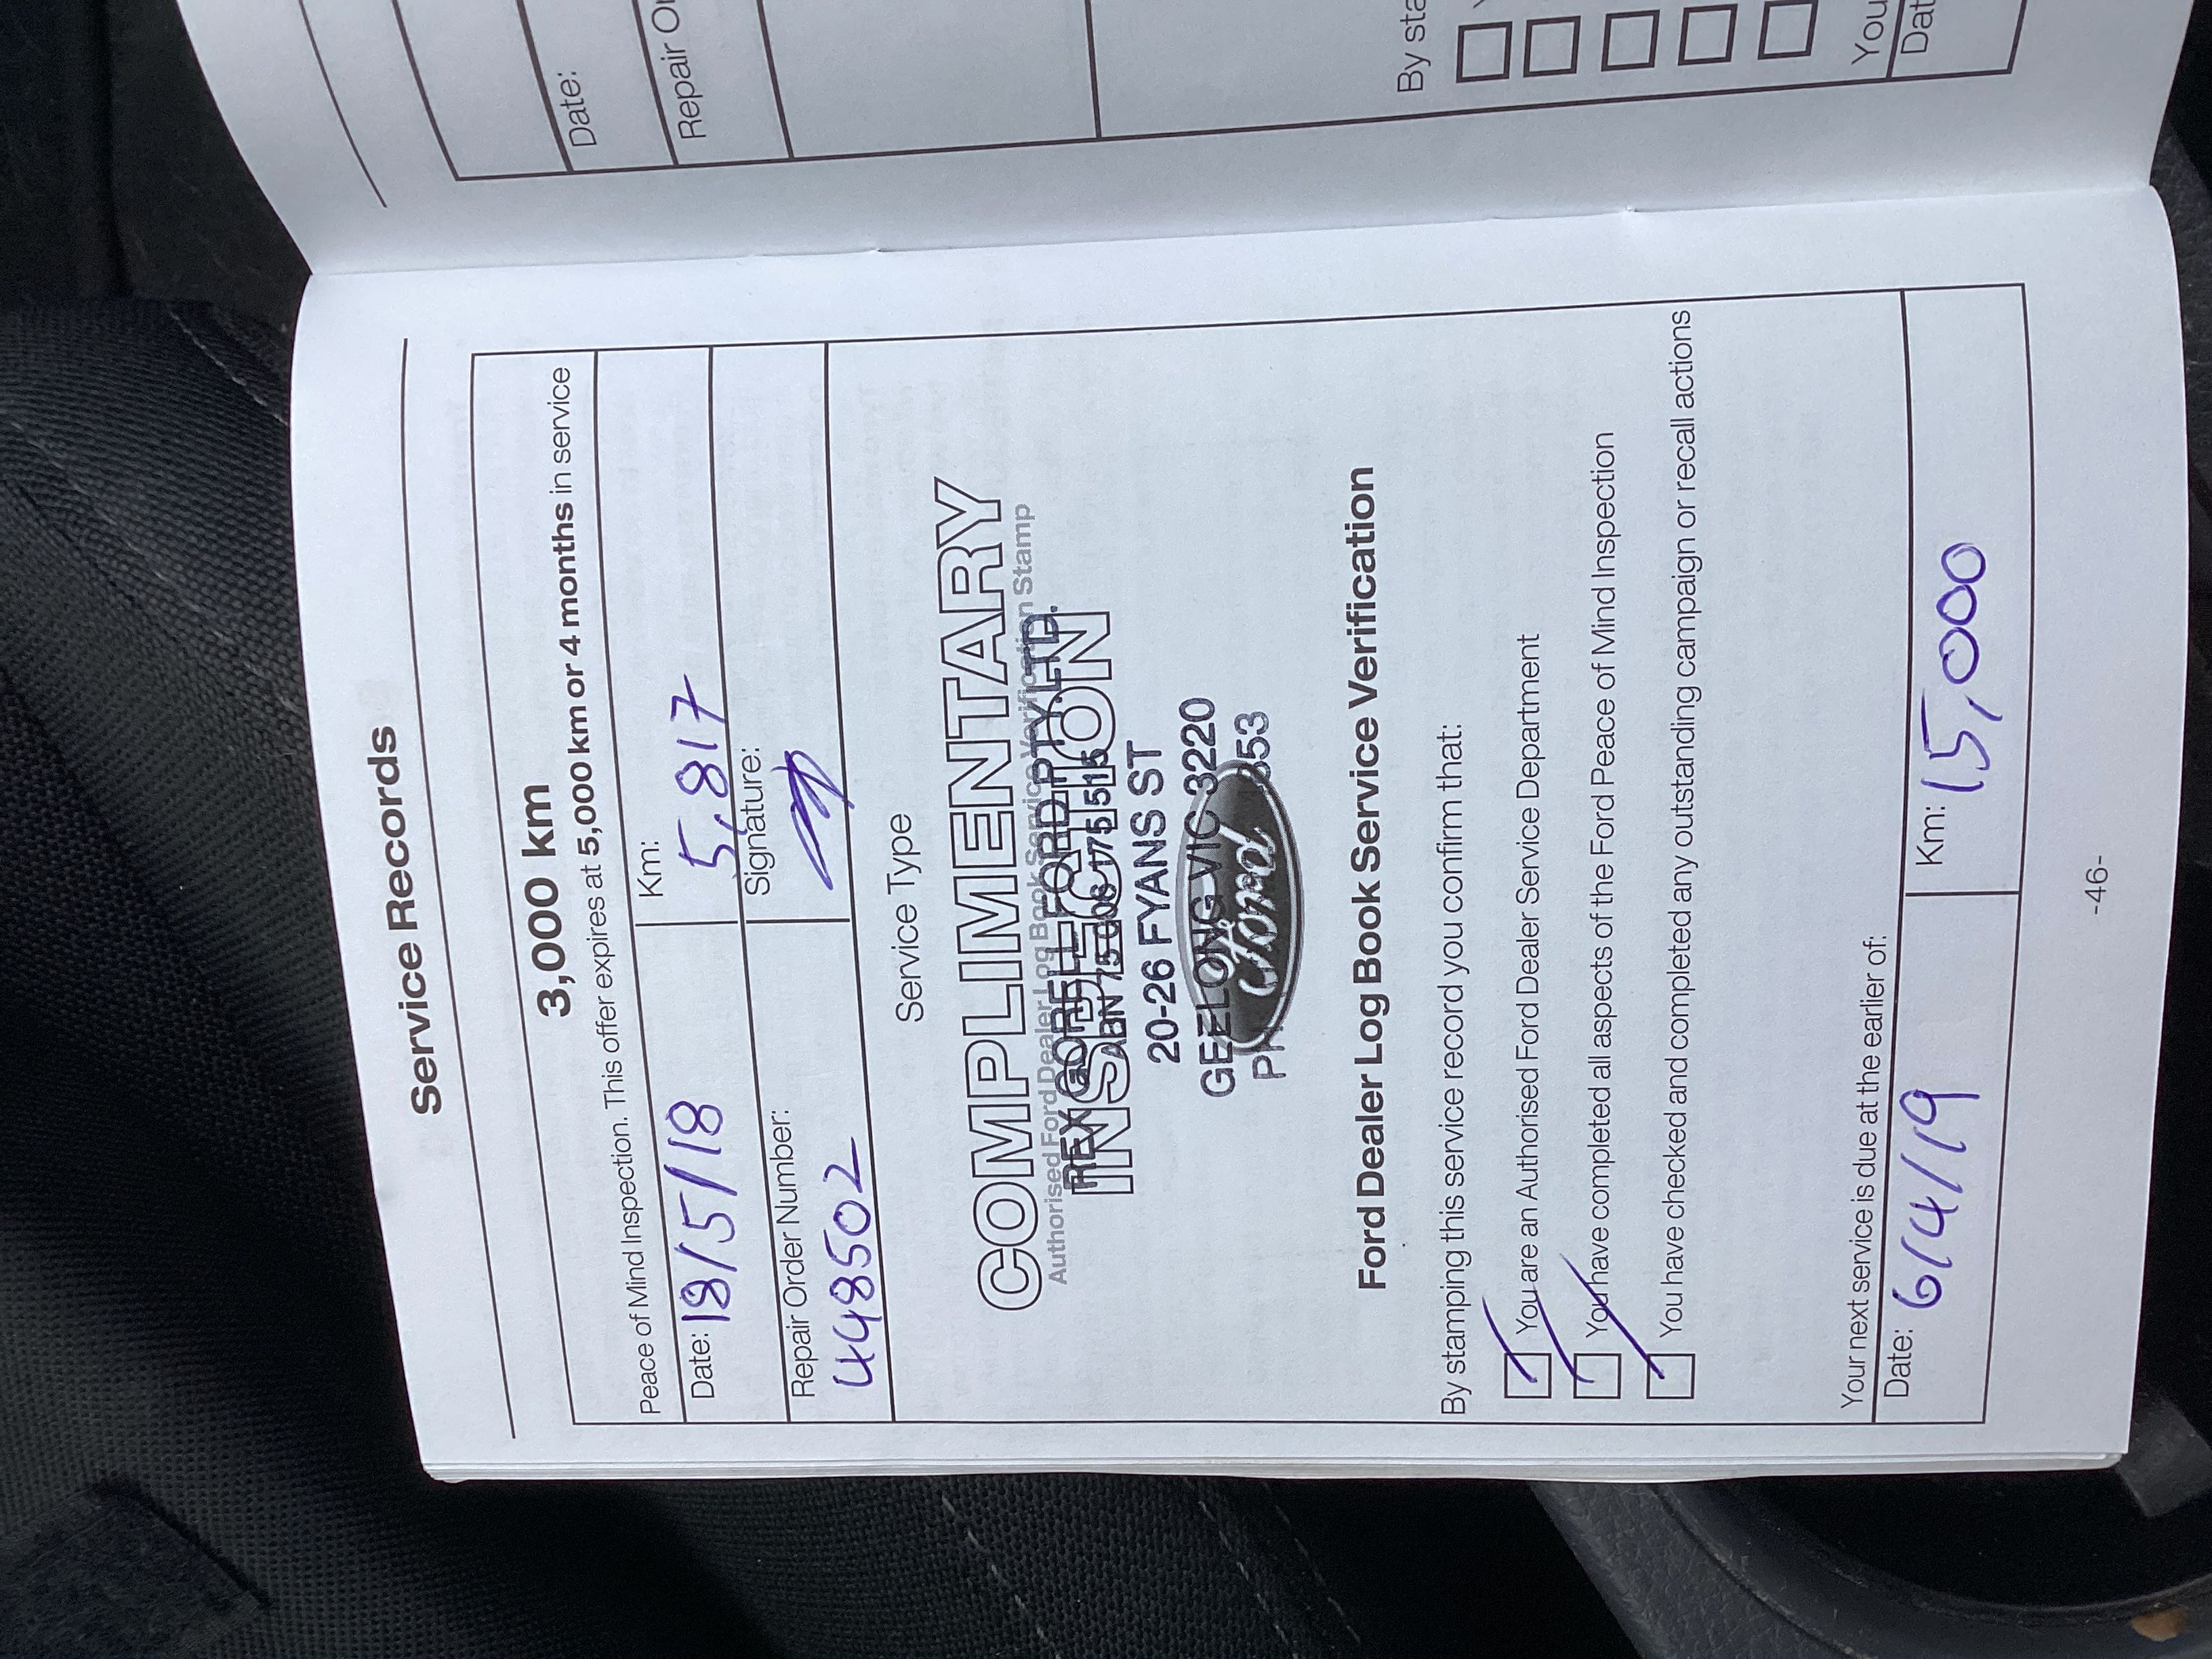 Service Records
3,000 km
Peace of Mind Inspection. This offer expires at 5,000 km or 4 months in service
Date: 18/5/18 Km: 5,817
Repair Order Number: 448502 Signature:
Service Type
COMPLIMENTARY
Authorised Ford Dealer Log Book Service Verification Stamp
REX GORELL FORD PTY. LTD.
INSPECTION
ABN 75 006 175 515
20-26 FYANS ST
GEELONG VIC 3220
Ford
Ford Dealer Log Book Service Verification
By stamping this service record you confirm that:
You are an Authorised Ford Dealer Service Department
You have completed all aspects of the Ford Peace of Mind Inspection
You have checked and completed any outstanding campaign or recall actions
Your next service is due at the earlier of:
Date: 6/4/19 Km: 15,000
-46-
Date:
By